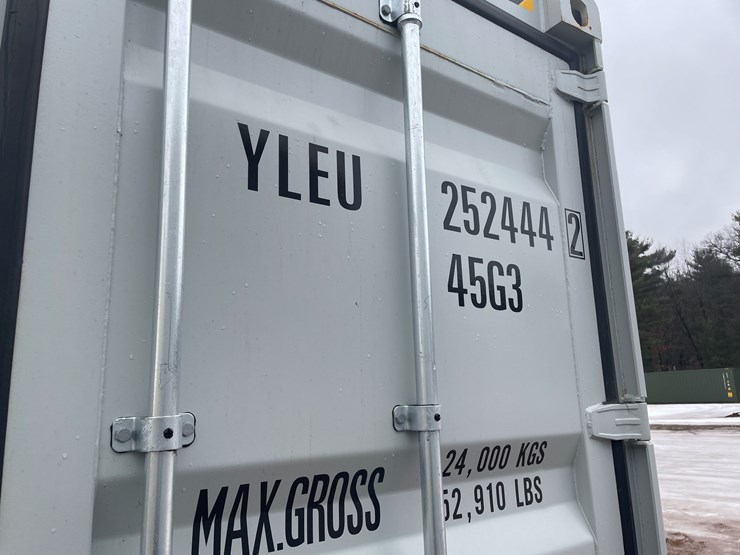 YLEU 252444 2
45G3
MAX.GROSS 24,000 KGS
52,910 LBS